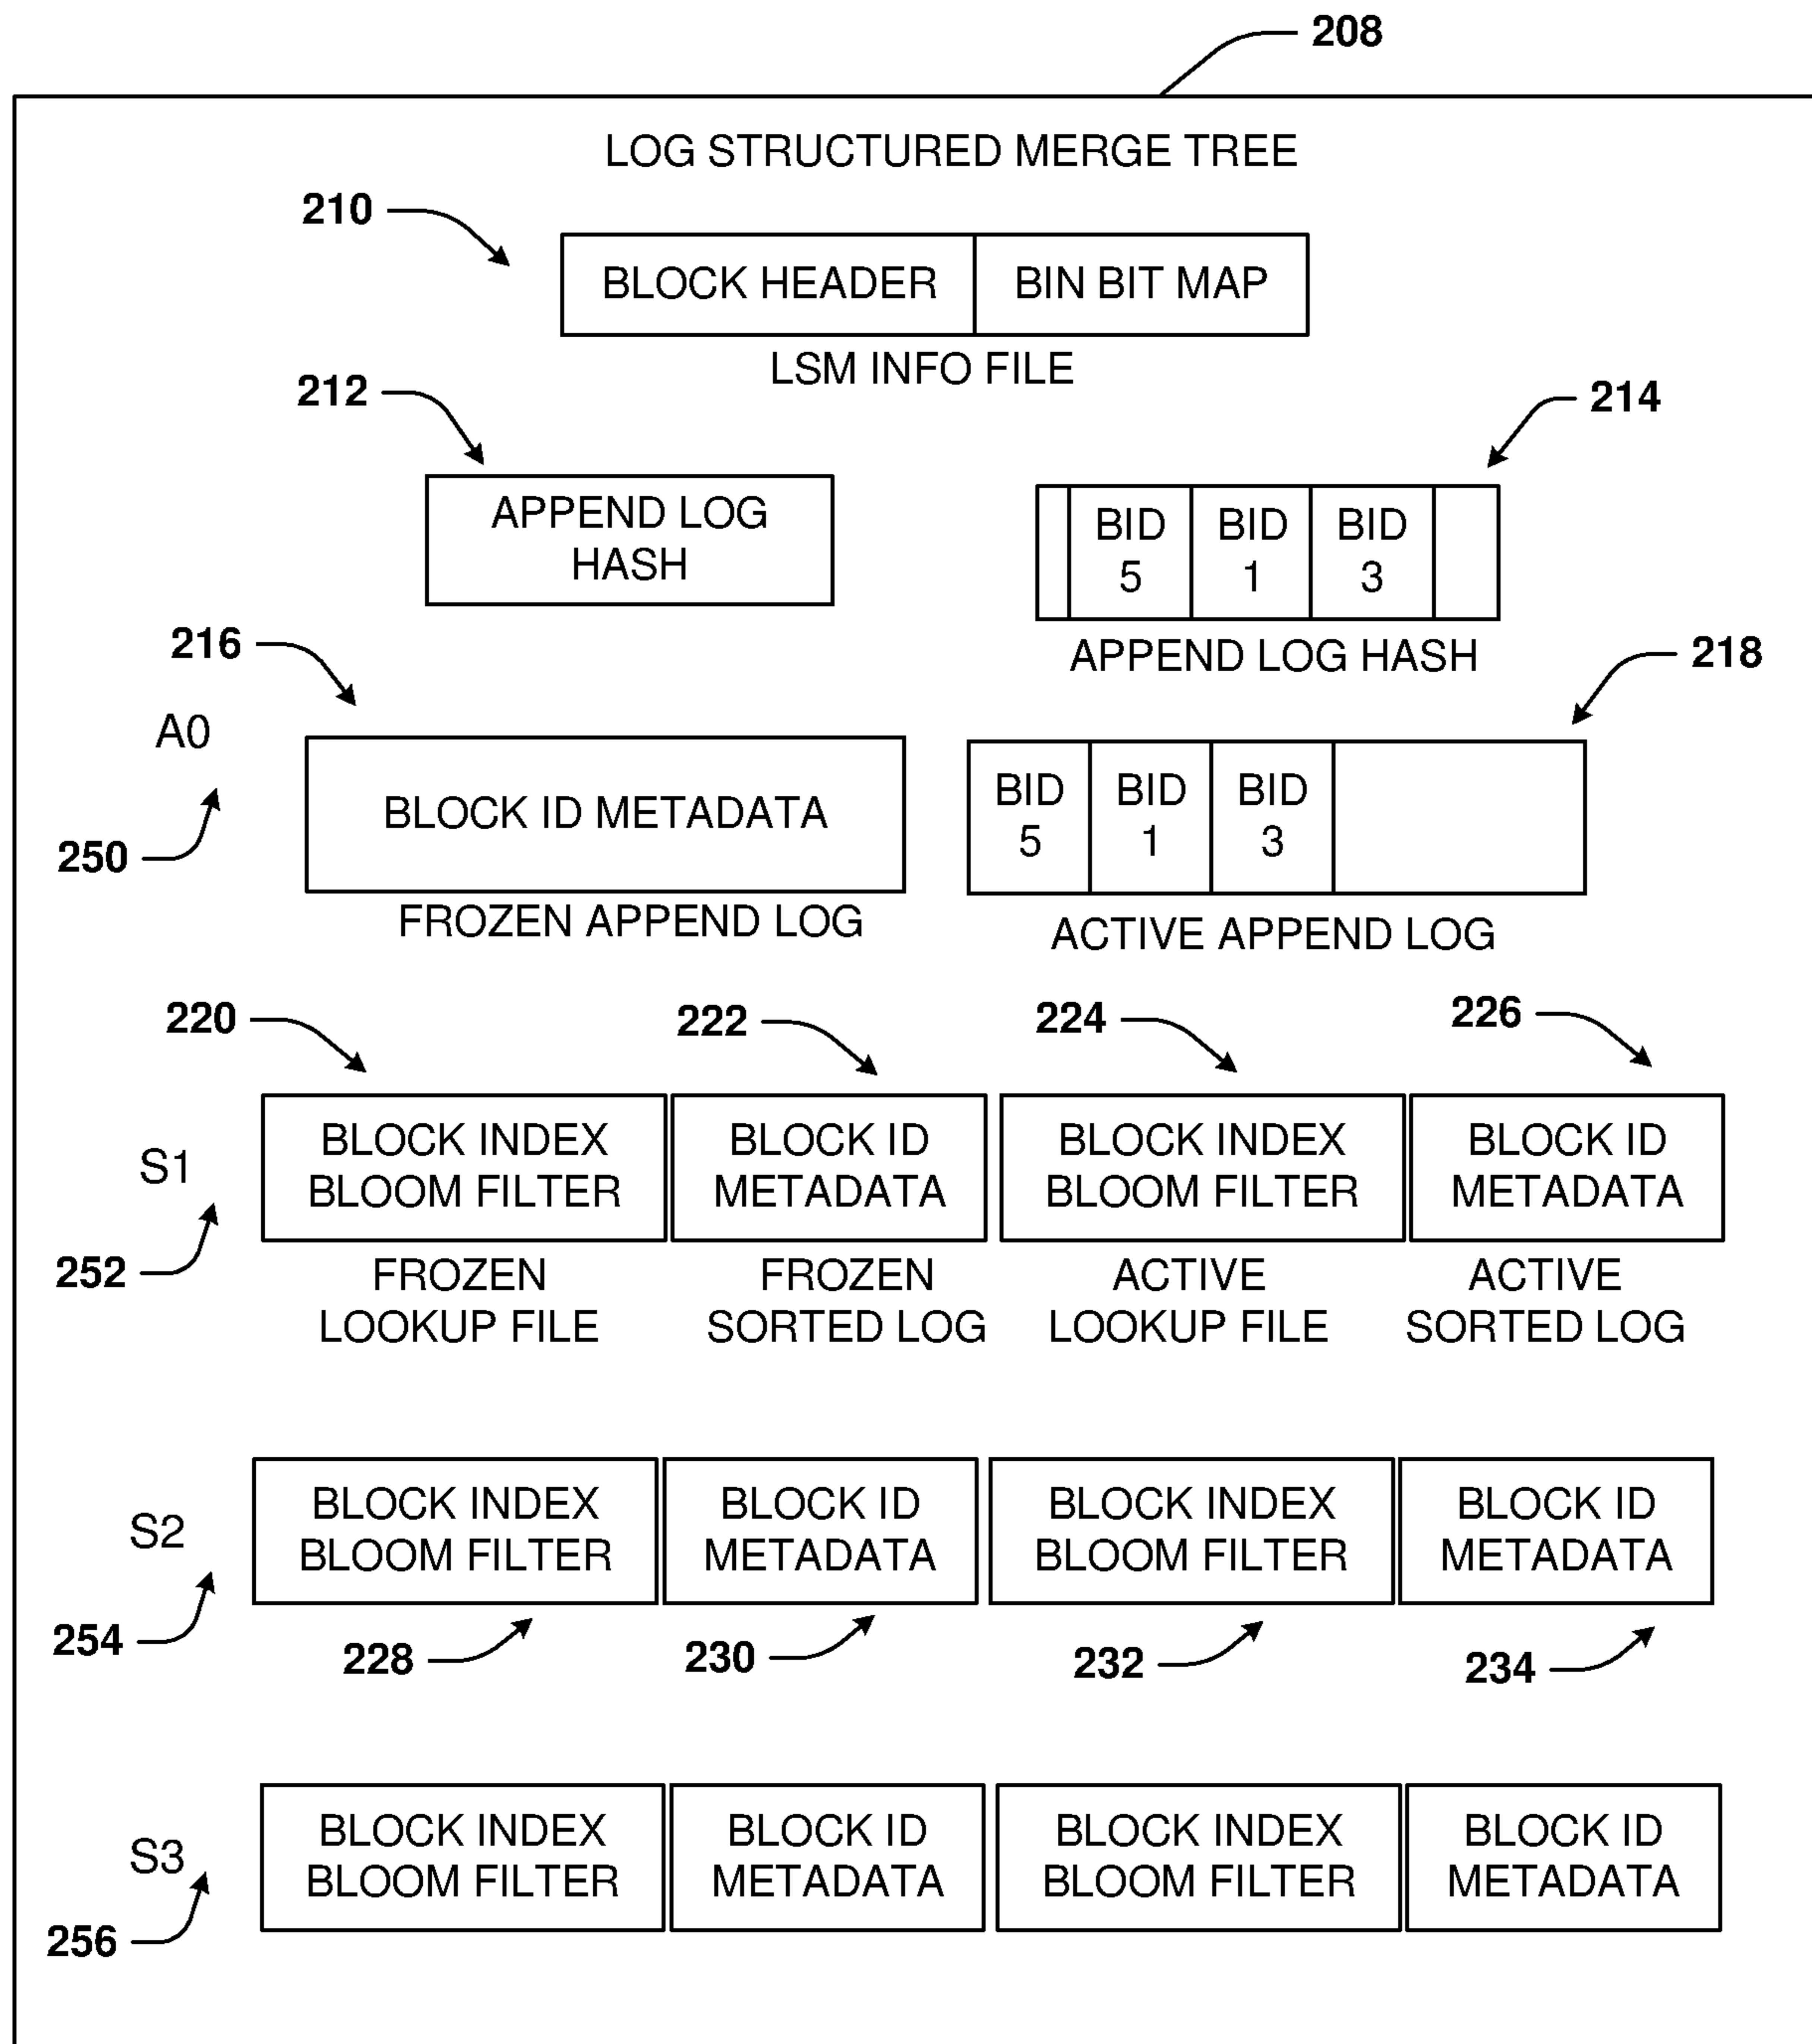 208
LOG STRUCTURED MERGE TREE
210
BLOCK HEADER
BIN BIT MAP
LSM INFO FILE
212
214
APPEND LOG
HASH
BID
5
BID
1
BID
3
APPEND LOG HASH
216
218
A0
250
BLOCK ID METADATA
BID
5
BID
1
BID
3
FROZEN APPEND LOG
ACTIVE APPEND LOG
220
222
224
226
S1
252
BLOCK INDEX
BLOOM FILTER
BLOCK ID
METADATA
BLOCK INDEX
BLOOM FILTER
BLOCK ID
METADATA
FROZEN
LOOKUP FILE
FROZEN
SORTED LOG
ACTIVE
LOOKUP FILE
ACTIVE
SORTED LOG
S2
254
BLOCK INDEX
BLOOM FILTER
BLOCK ID
METADATA
BLOCK INDEX
BLOOM FILTER
BLOCK ID
METADATA
228
230
232
234
S3
256
BLOCK INDEX
BLOOM FILTER
BLOCK ID
METADATA
BLOCK INDEX
BLOOM FILTER
BLOCK ID
METADATA